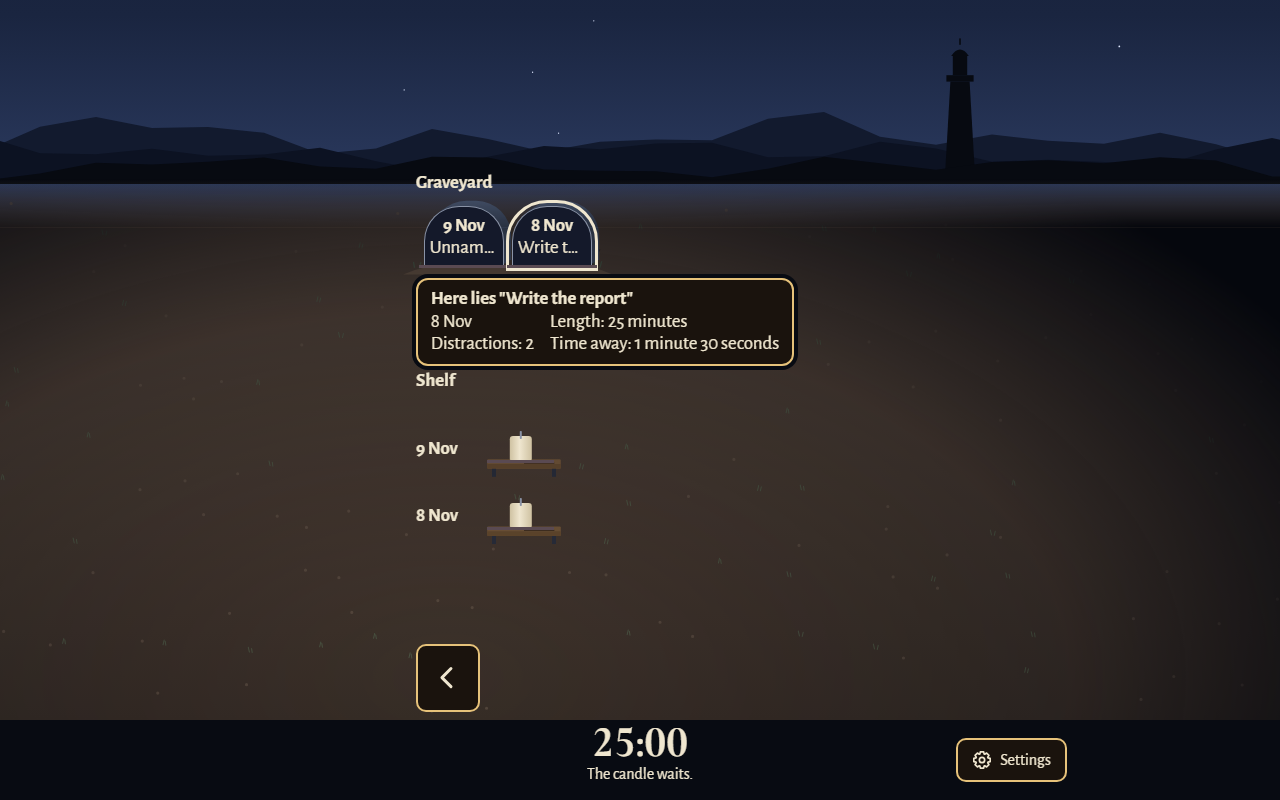 Graveyard
9 Nov
Unnam...
8 Nov
Write t...
Here lies "Write the report"
8 Nov
Length: 25 minutes
Distractions: 2
Time away: 1 minute 30 seconds
Shelf
9 Nov
8 Nov
25:00
The candle waits.
Settings